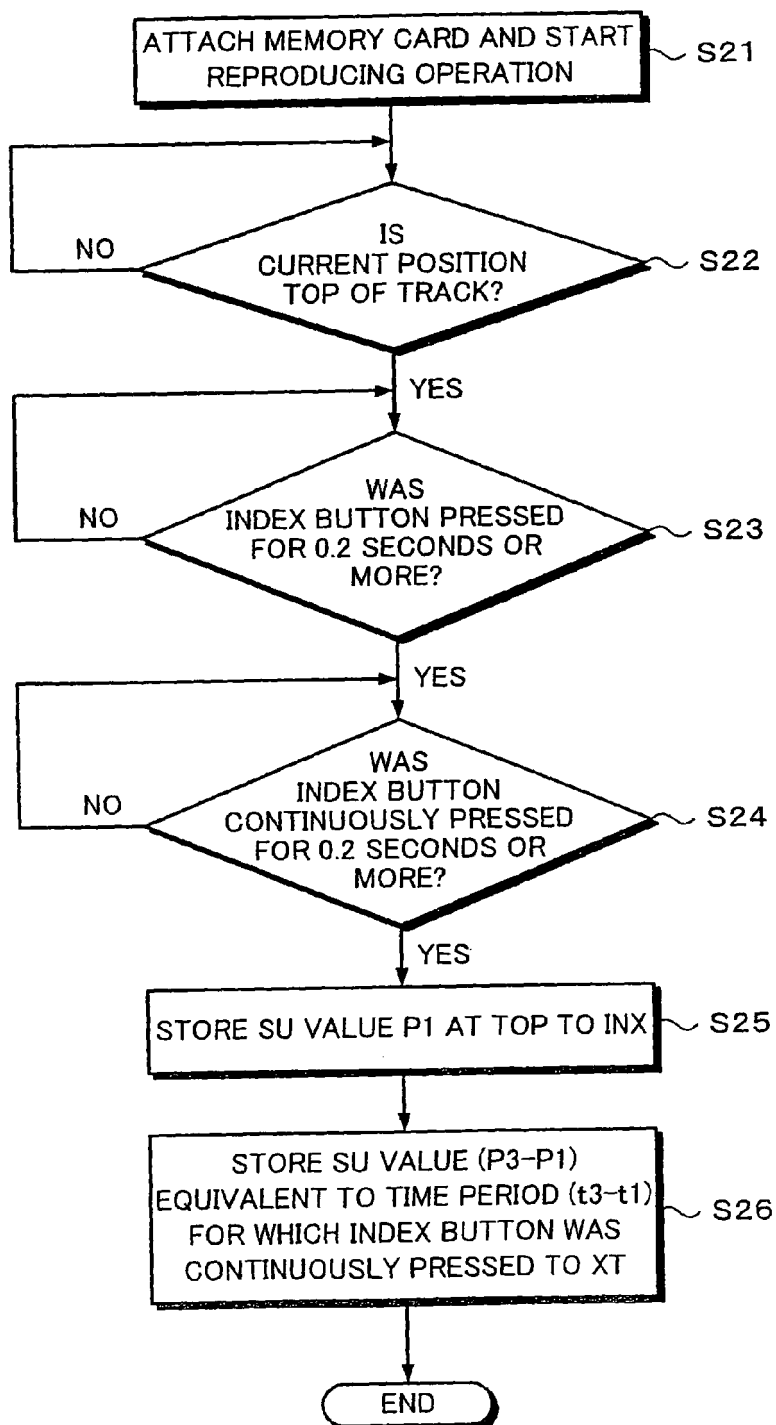 ATTACH MEMORY CARD AND START
REPRODUCING OPERATION
S21
IS
CURRENT POSITION
TOP OF TRACK?
S22
NO
YES
WAS
INDEX BUTTON PRESSED
FOR 0.2 SECONDS OR
MORE?
S23
NO
YES
WAS
INDEX BUTTON
CONTINUOUSLY PRESSED
FOR 0.2 SECONDS OR
MORE?
S24
NO
YES
STORE SU VALUE P1 AT TOP TO INX
S25
STORE SU VALUE (P3-P1)
EQUIVALENT TO TIME PERIOD (t3-t1)
FOR WHICH INDEX BUTTON WAS
CONTINUOUSLY PRESSED TO XT
S26
END